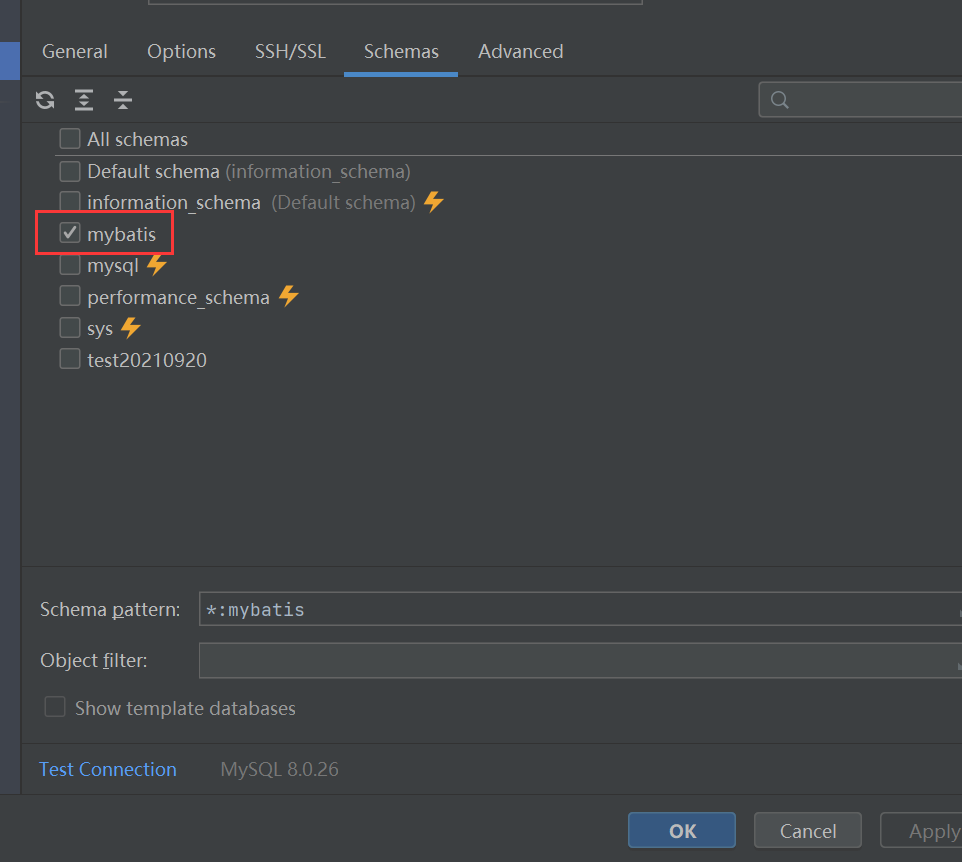 General Options SSH/SSL Schemas Advanced
All schemas
Default schema (information_schema)
information_schema (Default schema)
mybatis
mysql
performance_schema
sys
test20210920
Schema pattern: *:mybatis
Object filter:
Show template databases
Test Connection MySQL 8.0.26
OK Cancel Apply